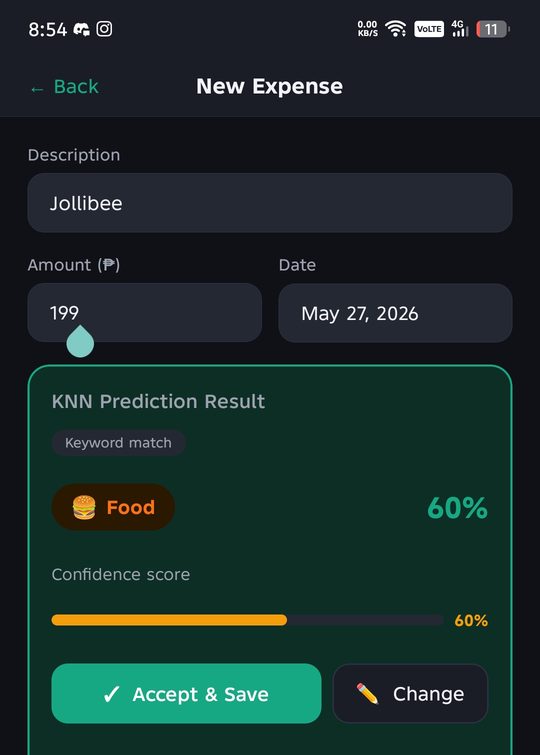 8:54 0.00 KB/S VoLTE 4G 11
← Back New Expense
Description
Jollibee
Amount (₱) Date
199 May 27, 2026
KNN Prediction Result
Keyword match
🍔 Food 60%
Confidence score
60%
✓ Accept & Save ✏️ Change